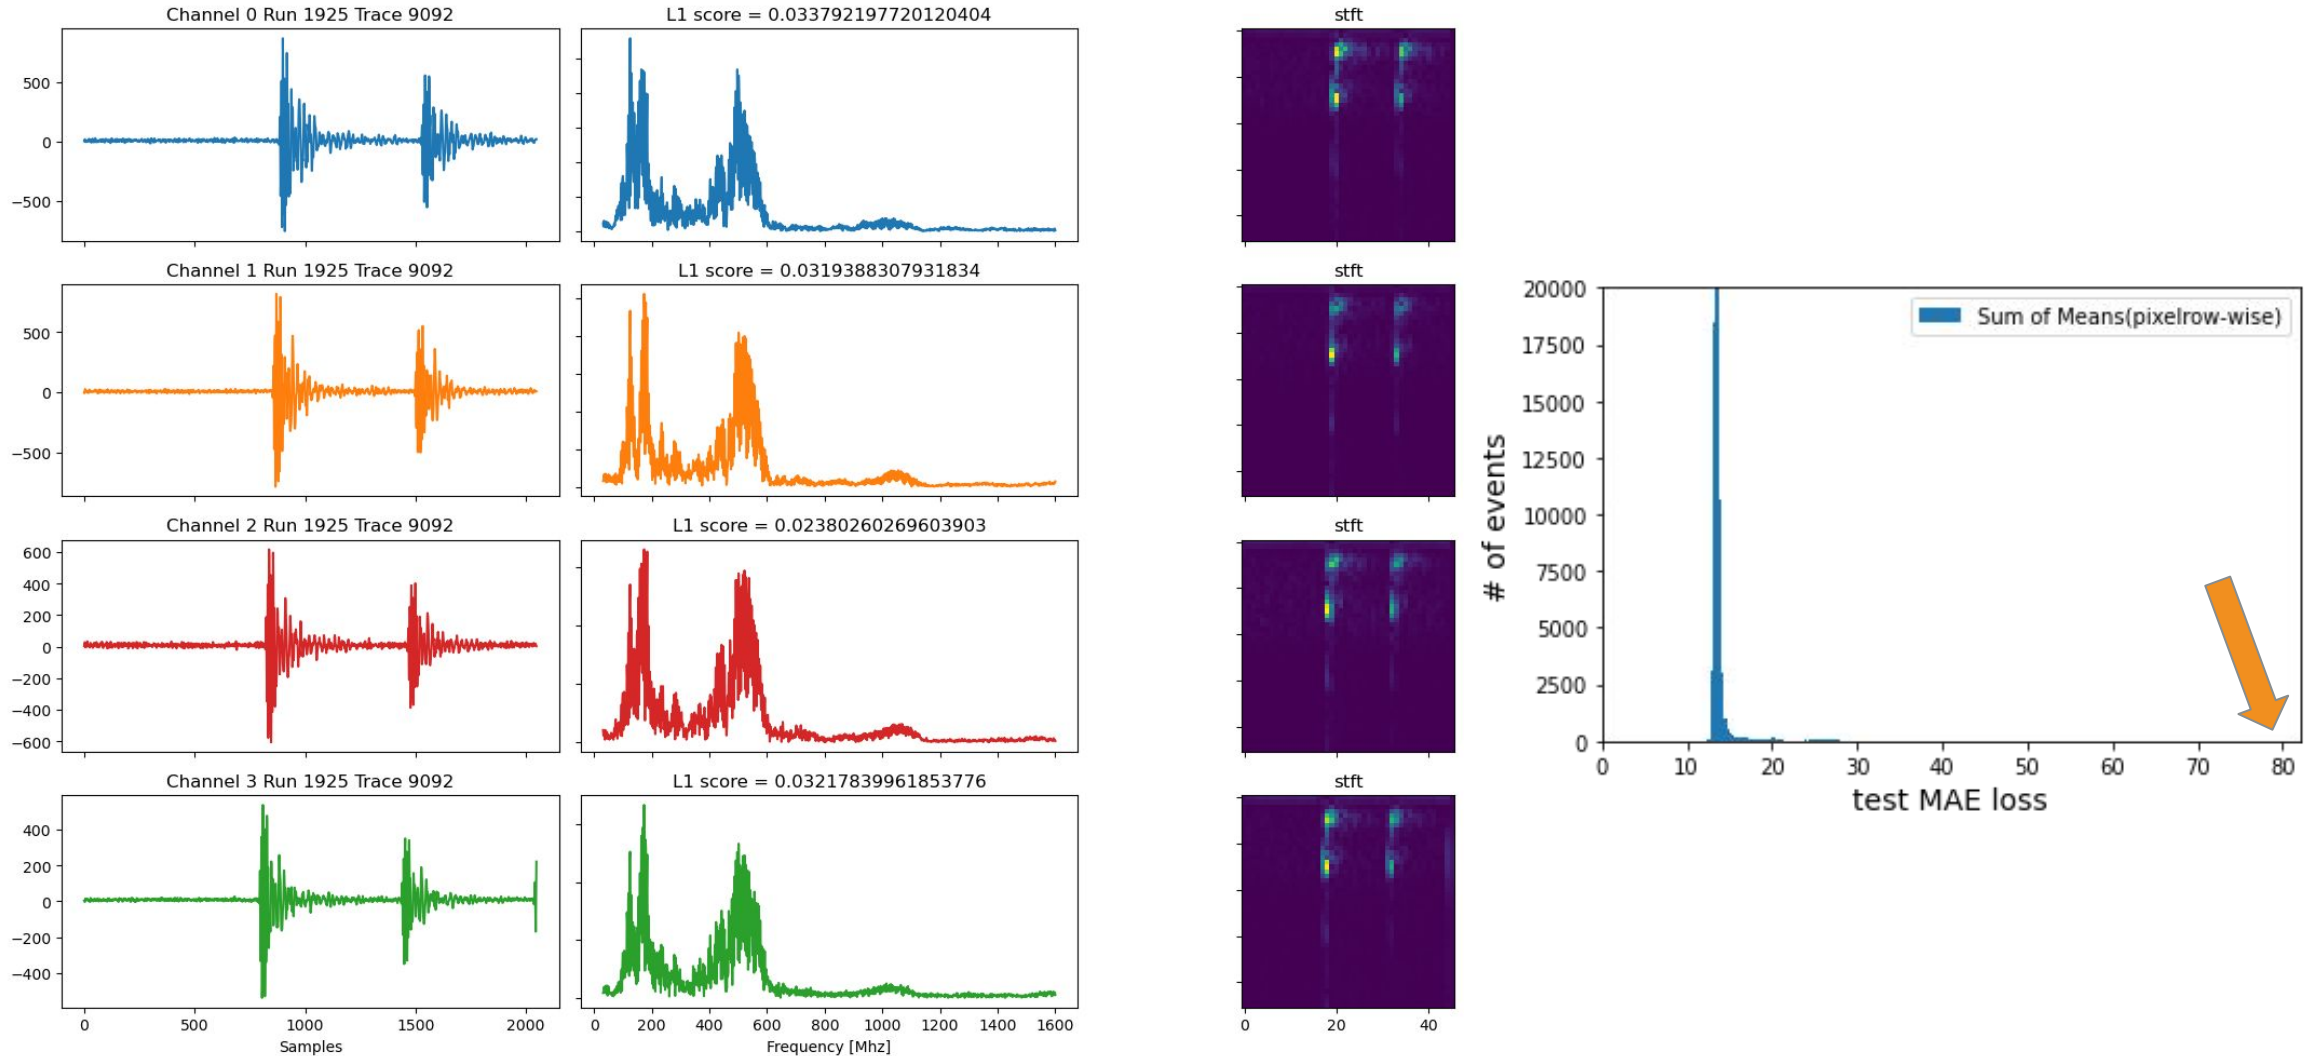 Channel 0 Run 1925 Trace 9092
L1 score = 0.033792197720120404
stft
500
0
−500
Channel 1 Run 1925 Trace 9092
L1 score = 0.0319388307931834
stft
500
0
−500
Channel 2 Run 1925 Trace 9092
L1 score = 0.02380260269603903
stft
600
400
200
0
−200
−400
−600
Channel 3 Run 1925 Trace 9092
L1 score = 0.03217839961853776
stft
400
200
0
−200
−400
0 500 1000 1500 2000
Samples
0 200 400 600 800 1000 1200 1400 1600
Frequency [Mhz]
0 20 40
Sum of Means(pixelrow-wise)
# of events
20000
17500
15000
12500
10000
7500
5000
2500
0
0 10 20 30 40 50 60 70 80
test MAE loss